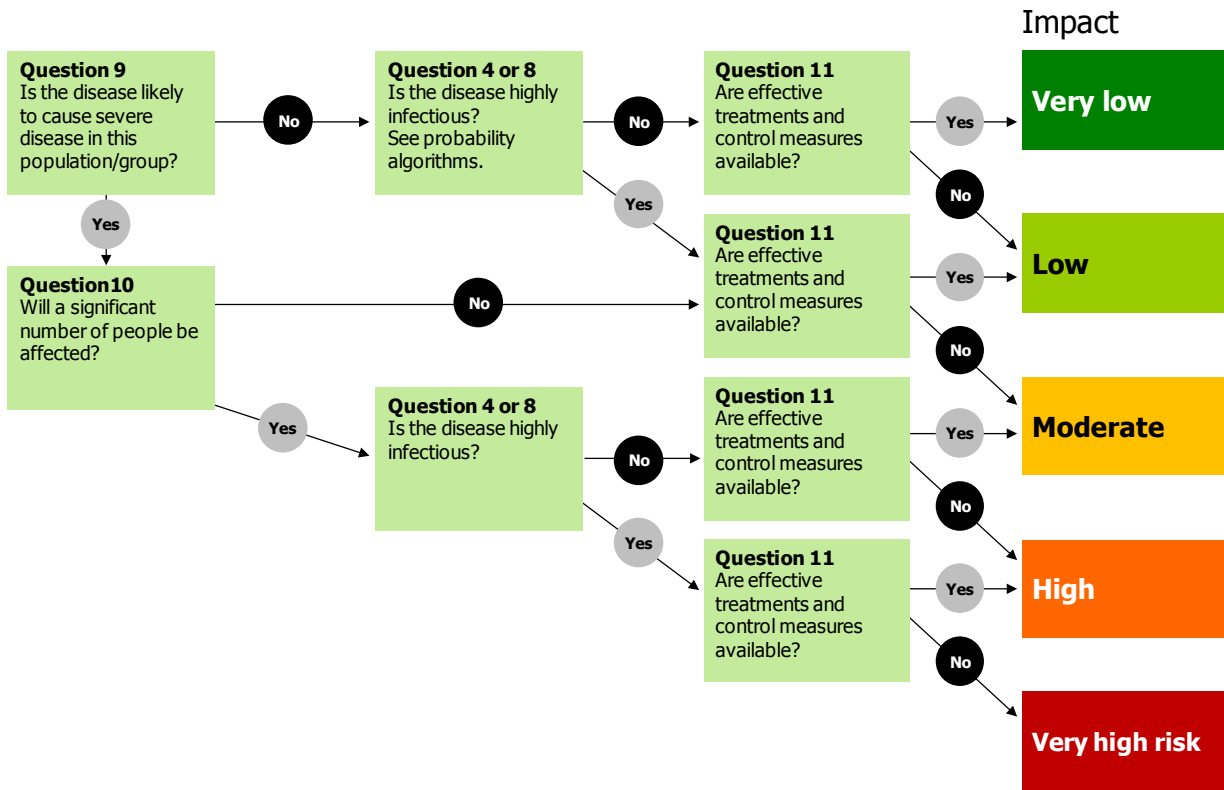 Impact
Question 9
Is the disease likely
to cause severe
disease in this
population/group?
No
Question 4 or 8
Is the disease highly
infectious?
See probability
algorithms.
No
Question 11
Are effective
treatments and
control measures
available?
Yes
Very low
No
Yes
Yes
Question10
Will a significant
number of people be
affected?
No
Question 11
Are effective
treatments and
control measures
available?
Yes
Low
No
Yes
Question 4 or 8
Is the disease highly
infectious?
No
Question 11
Are effective
treatments and
control measures
available?
Yes
Moderate
No
Yes
Question 11
Are effective
treatments and
control measures
available?
Yes
High
No
Very high risk